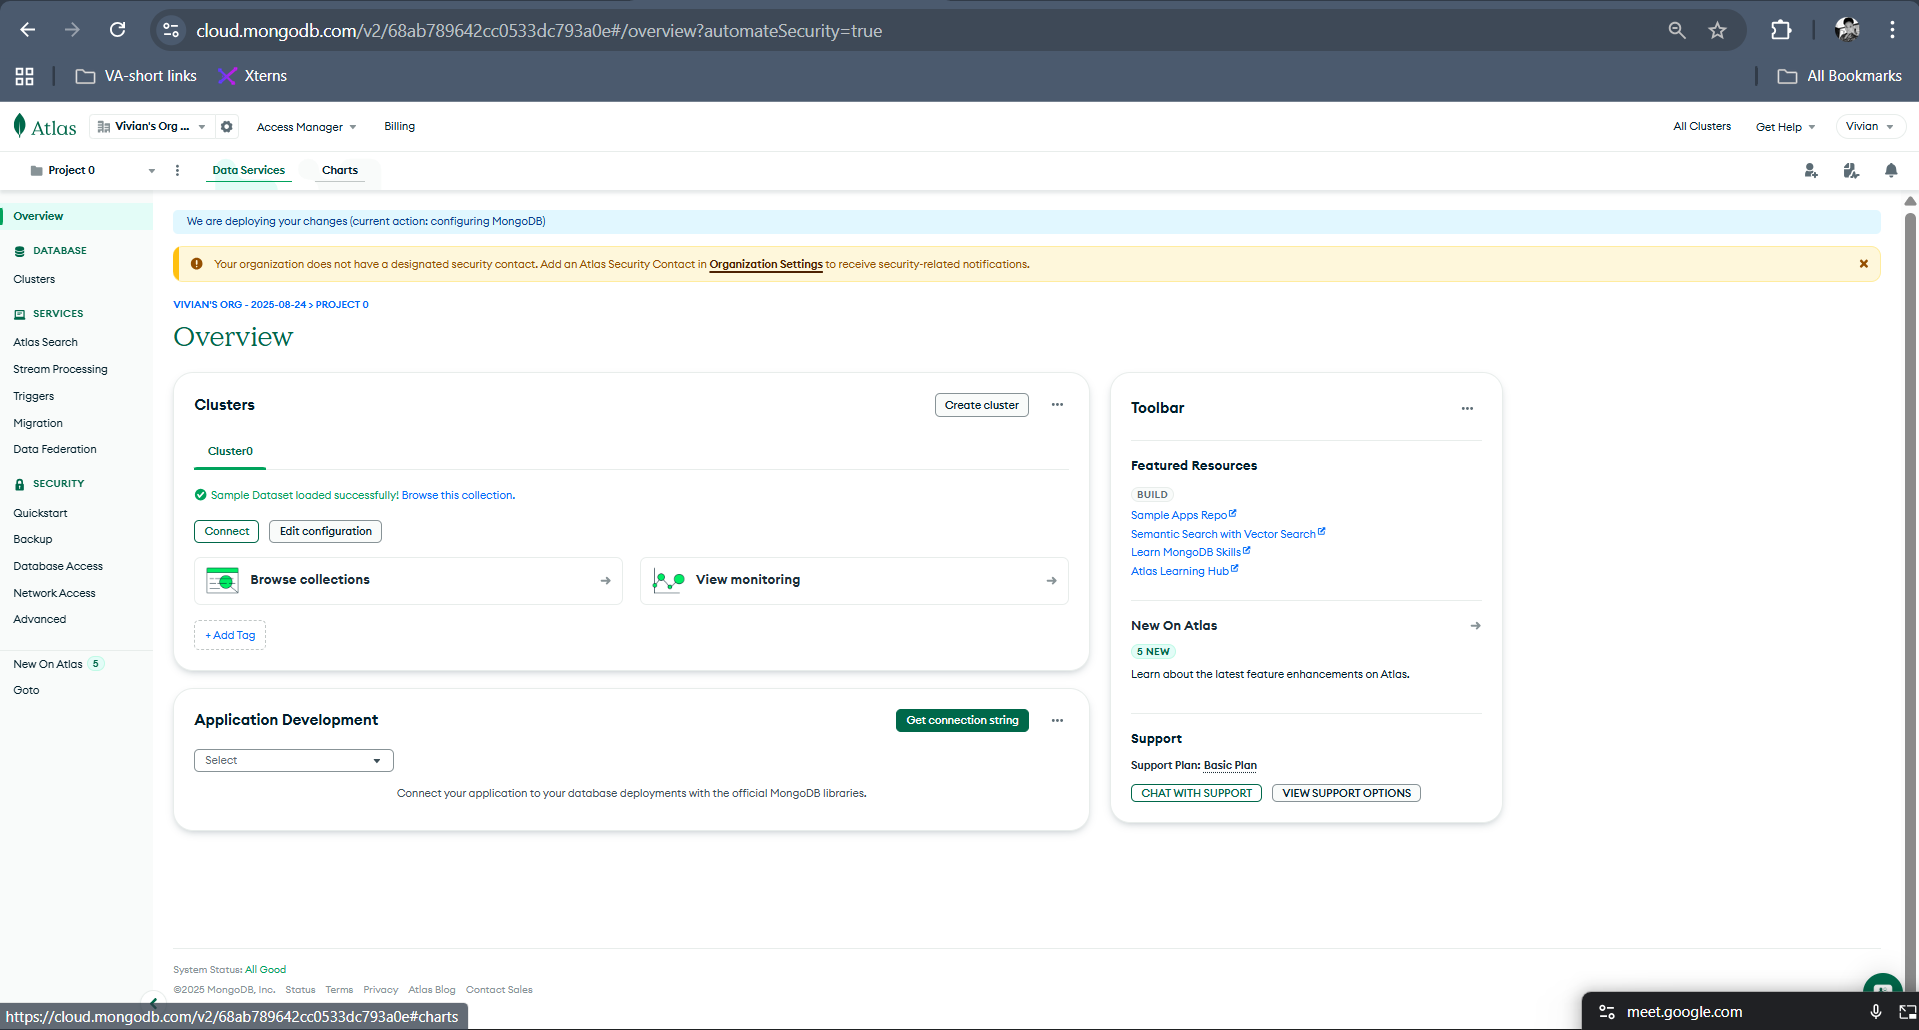 cloud.mongodb.com/v2/68ab789642cc0533dc793a0e#/overview?automateSecurity=true
VA-short links
Xterns
All Bookmarks
Atlas
Vivian's Org ...
Access Manager
Billing
All Clusters
Get Help
Vivian
Project 0
Data Services
Charts
Overview
DATABASE
Clusters
SERVICES
Atlas Search
Stream Processing
Triggers
Migration
Data Federation
SECURITY
Quickstart
Backup
Database Access
Network Access
Advanced
New On Atlas 5
Goto
We are deploying your changes (current action: configuring MongoDB)
Your organization does not have a designated security contact. Add an Atlas Security Contact in Organization Settings to receive security-related notifications.
VIVIAN'S ORG - 2025-08-24 > PROJECT 0
Overview
Clusters
Create cluster
Cluster0
Sample Dataset loaded successfully! Browse this collection.
Connect
Edit configuration
Browse collections
View monitoring
+ Add Tag
Application Development
Get connection string
Select
Connect your application to your database deployments with the official MongoDB libraries.
Toolbar
Featured Resources
BUILD
Sample Apps Repo
Semantic Search with Vector Search
Learn MongoDB Skills
Atlas Learning Hub
New On Atlas
5 NEW
Learn about the latest feature enhancements on Atlas.
Support
Support Plan: Basic Plan
CHAT WITH SUPPORT
VIEW SUPPORT OPTIONS
System Status: All Good
©2025 MongoDB, Inc. Status Terms Privacy Atlas Blog Contact Sales
https://cloud.mongodb.com/v2/68ab789642cc0533dc793a0e#charts
meet.google.com